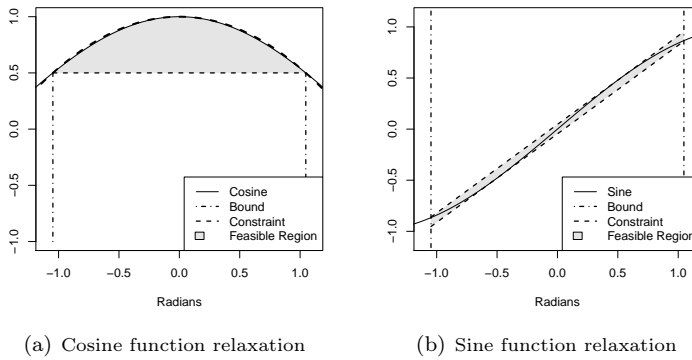 1.0
0.5
0.0
−0.5
−1.0
−1.0 −0.5 0.0 0.5 1.0
Radians
Cosine
Bound
Constraint
Feasible Region
(a) Cosine function relaxation
1.0
0.5
0.0
−0.5
−1.0
−1.0 −0.5 0.0 0.5 1.0
Radians
Sine
Bound
Constraint
Feasible Region
(b) Sine function relaxation